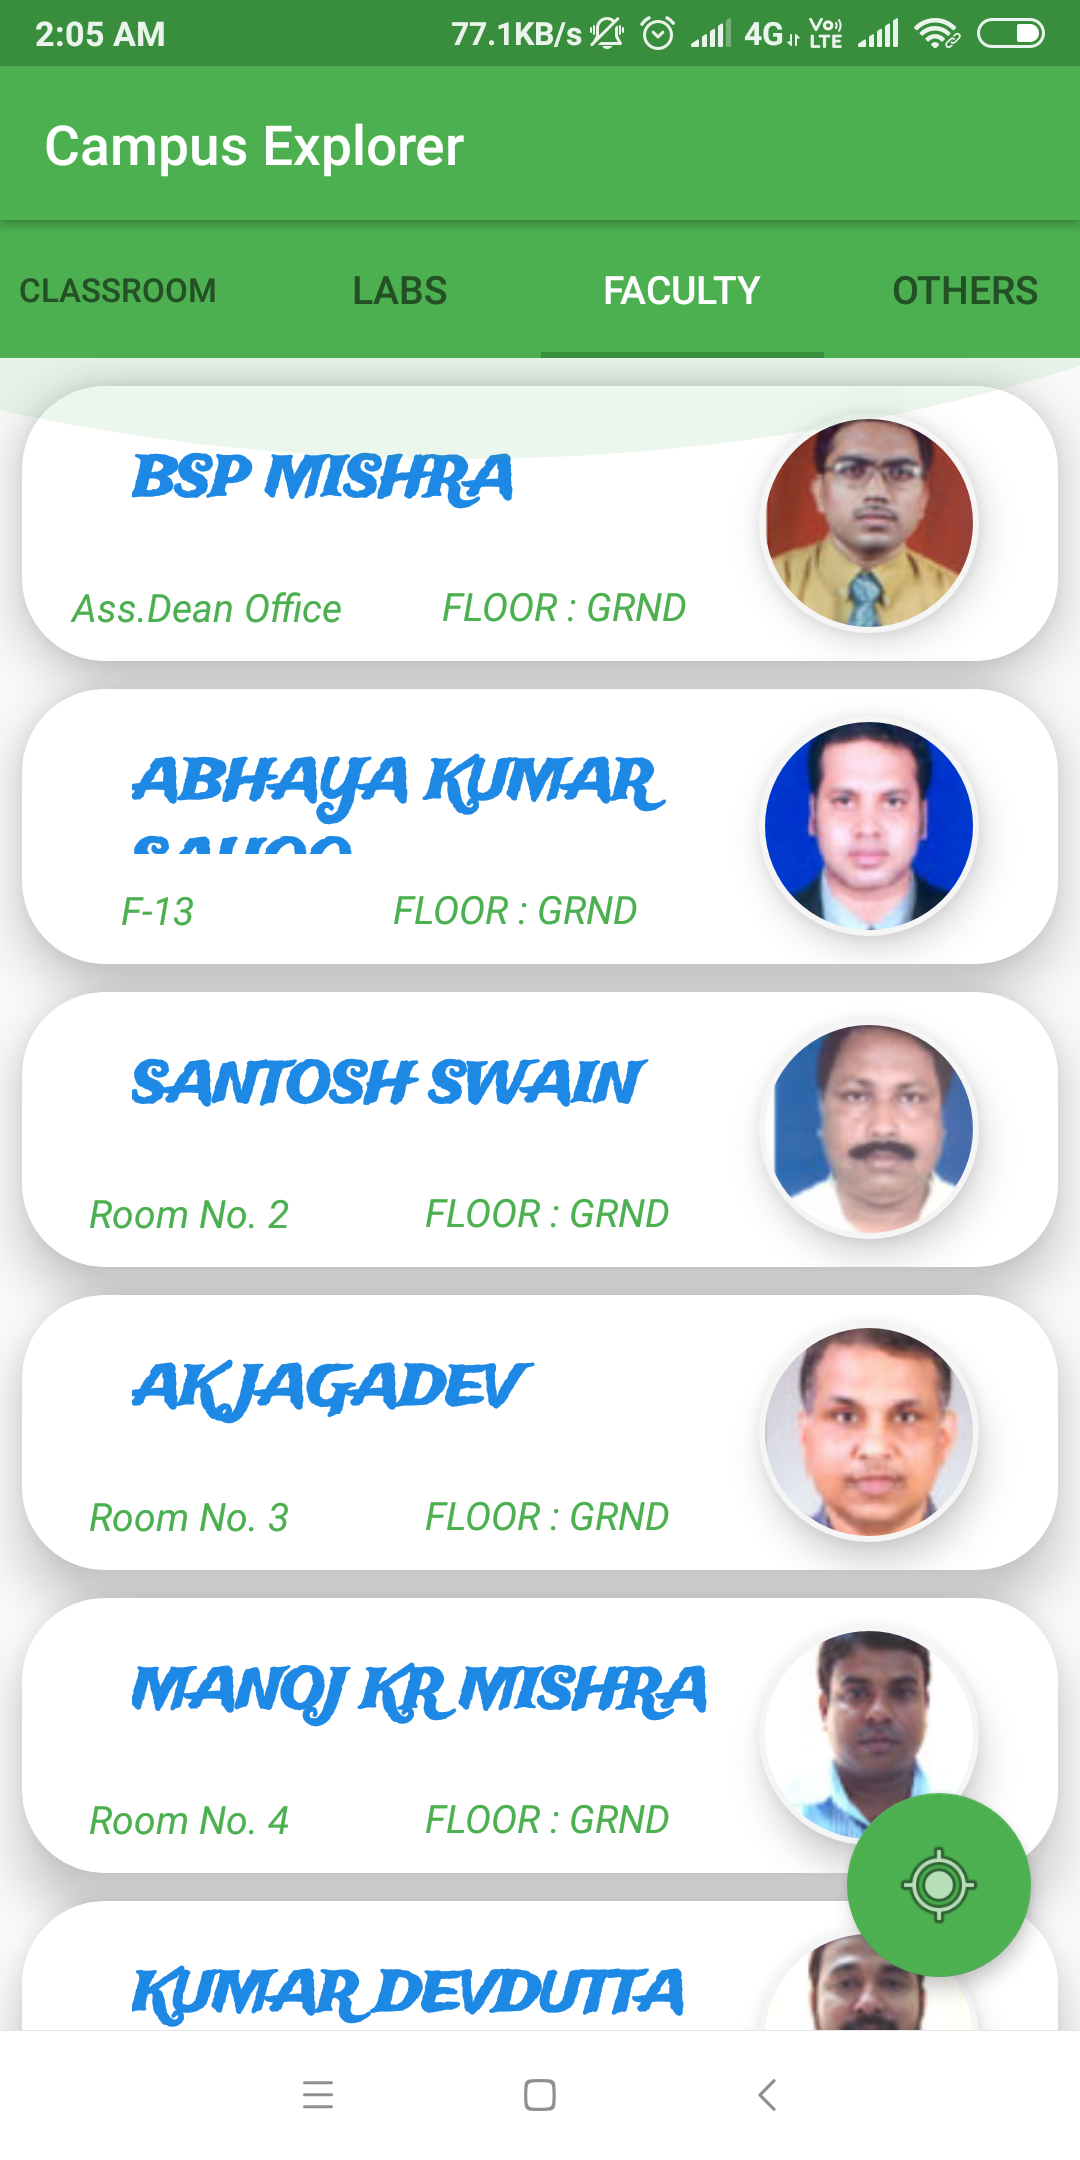 2:05 AM 77.1KB/s 4G Vo LTE
Campus Explorer
CLASSROOM LABS FACULTY OTHERS
BSP MISHRA
Ass.Dean Office FLOOR : GRND
ABHAYA KUMAR
SAHOO
F-13 FLOOR : GRND
SANTOSH SWAIN
Room No. 2 FLOOR : GRND
AK JAGADEV
Room No. 3 FLOOR : GRND
MANOJ KR MISHRA
Room No. 4 FLOOR : GRND
KUMAR DEVDUTTA